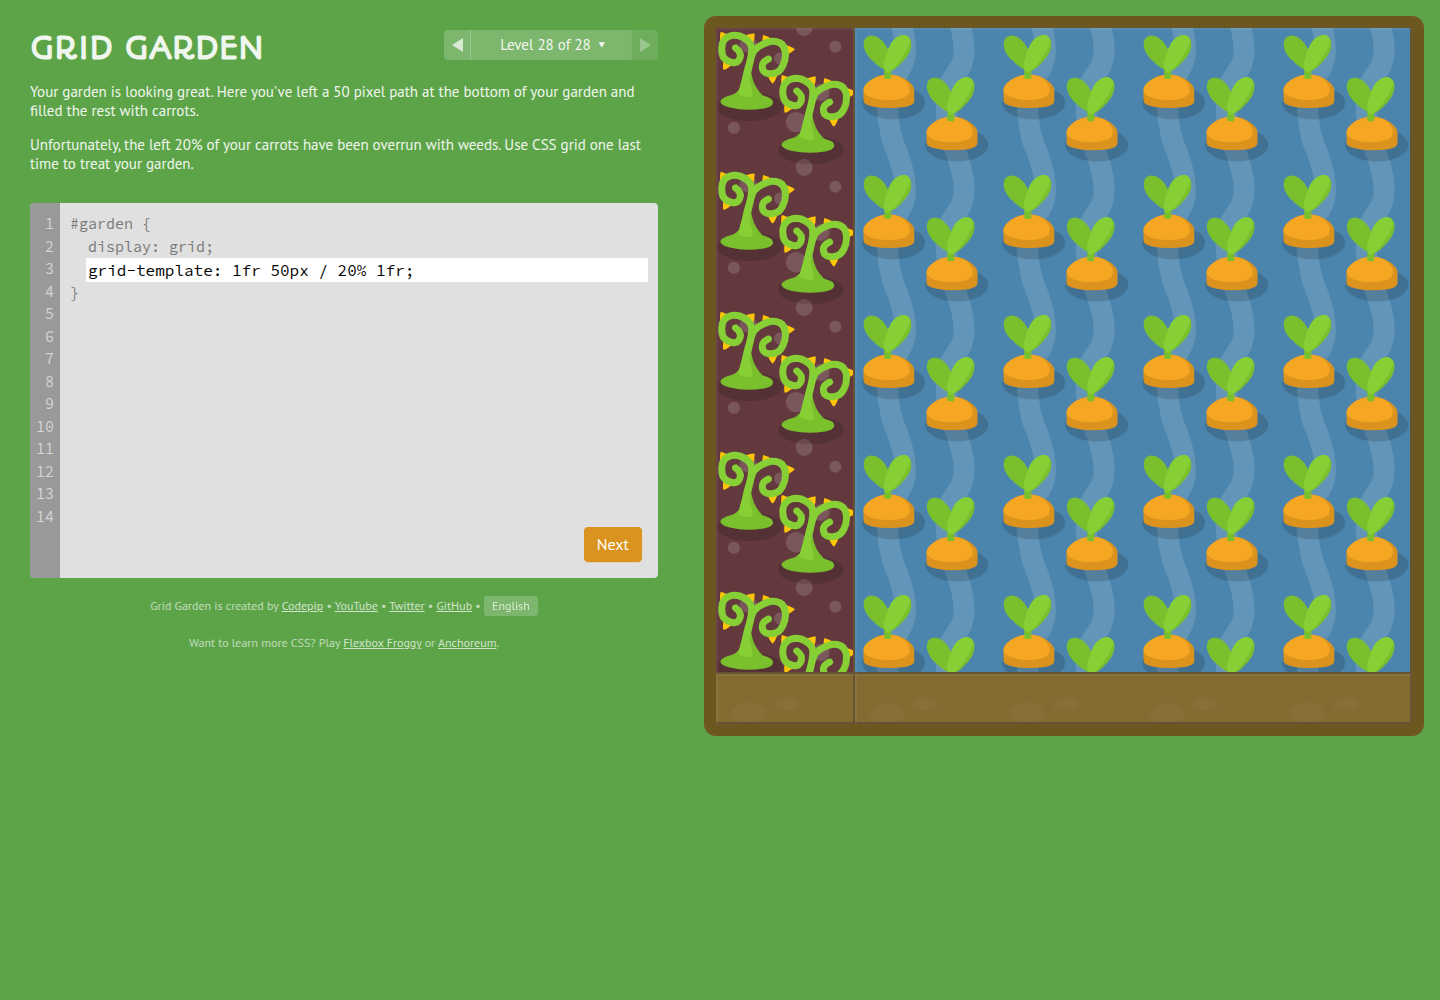 GRID GARDEN
Level 28 of 28 ▼
Your garden is looking great. Here you've left a 50 pixel path at the bottom of your garden and
filled the rest with carrots.
Unfortunately, the left 20% of your carrots have been overrun with weeds. Use CSS grid one last
time to treat your garden.
1 #garden {
2 display: grid;
3 grid-template: 1fr 50px / 20% 1fr;
4 }
5
6
7
8
9
10
11
12
13
14
Next
Grid Garden is created by Codepip • YouTube • Twitter • GitHub • English
Want to learn more CSS? Play Flexbox Froggy or Anchoreum.